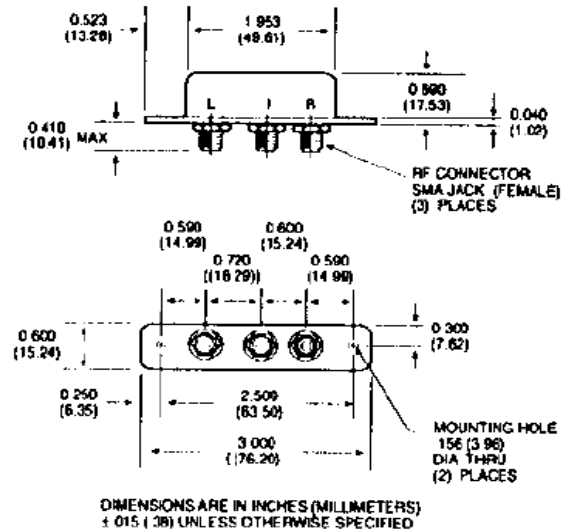 0.523
(13.28)
1.953
(49.61)
L I R
0.690
(17.53)
0.040
(1.02)
0.410 MAX
(10.41)
RF CONNECTOR
SMA JACK (FEMALE)
(3) PLACES
0.590
(14.99)
0.600
(15.24)
0.720
((18.29))
0.590
(14.99)
0.600
(15.24)
0.300
(7.62)
0.250
(6.35)
2.500
(63.50)
3.000
((76.20)
MOUNTING HOLE
.156 (3.96)
DIA THRU
(2) PLACES
DIMENSIONS ARE IN INCHES (MILLIMETERS)
± .015 (.38) UNLESS OTHERWISE SPECIFIED